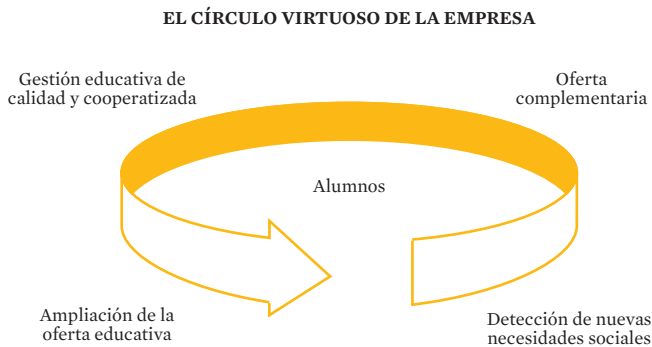 EL CÍRCULO VIRTUOSO DE LA EMPRESA
Gestión educativa de
calidad y cooperatizada
Oferta
complementaria
Alumnos
Ampliación de la
oferta educativa
Detección de nuevas
necesidades sociales